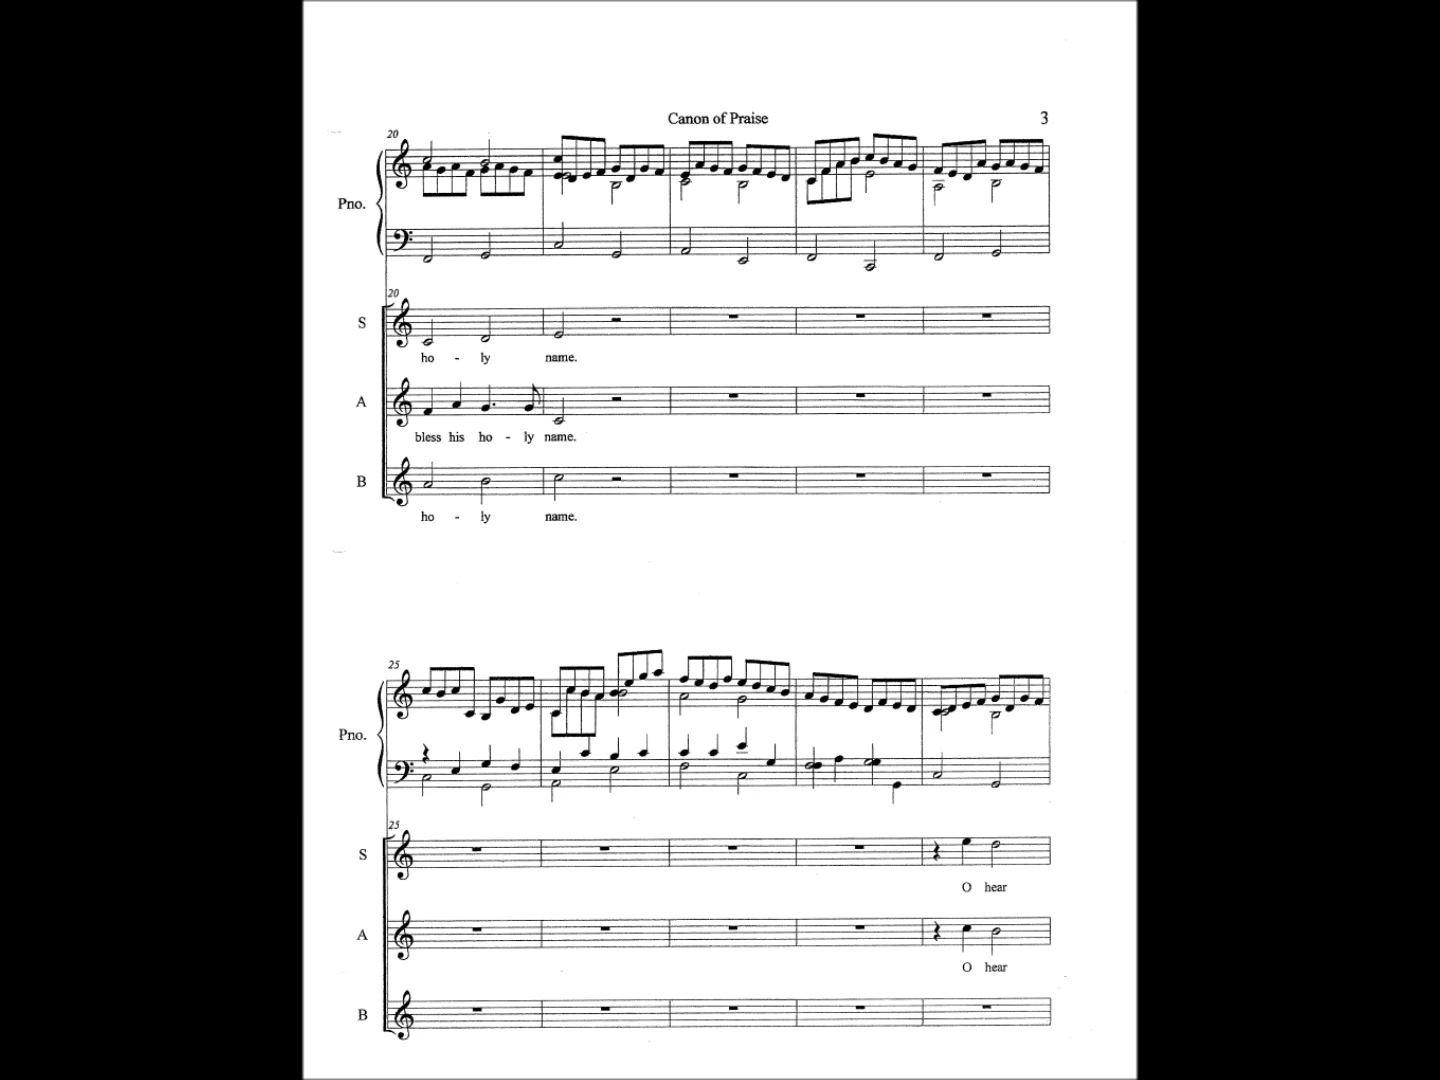 Canon of Praise 3
20
Pno.
20
S
ho - ly name.
A
bless his ho - ly name.
B
ho - ly name.
25
Pno.
25
S
O hear
A
O hear
B